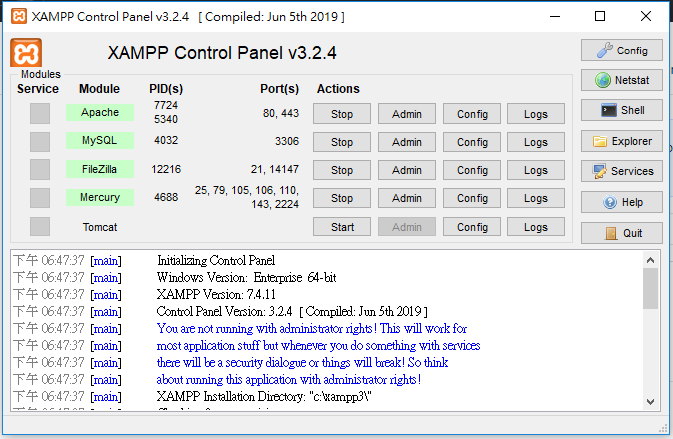 XAMPP Control Panel v3.2.4 [ Compiled: Jun 5th 2019 ]
XAMPP Control Panel v3.2.4
Config
Modules
Service Module PID(s) Port(s) Actions
Netstat
Apache 7724 5340 80, 443 Stop Admin Config Logs
Shell
MySQL 4032 3306 Stop Admin Config Logs
Explorer
FileZilla 12216 21, 14147 Stop Admin Config Logs
Services
Mercury 4688 25, 79, 105, 106, 110, 143, 2224 Stop Admin Config Logs
Help
Tomcat Start Admin Config Logs
Quit
下午 06:47:37 [main] Initializing Control Panel
下午 06:47:37 [main] Windows Version: Enterprise 64-bit
下午 06:47:37 [main] XAMPP Version: 7.4.11
下午 06:47:37 [main] Control Panel Version: 3.2.4 [ Compiled: Jun 5th 2019 ]
下午 06:47:37 [main] You are not running with administrator rights! This will work for
下午 06:47:37 [main] most application stuff but whenever you do something with services
下午 06:47:37 [main] there will be a security dialogue or things will break! So think
下午 06:47:37 [main] about running this application with administrator rights!
下午 06:47:37 [main] XAMPP Installation Directory: "c:\xampp3\"